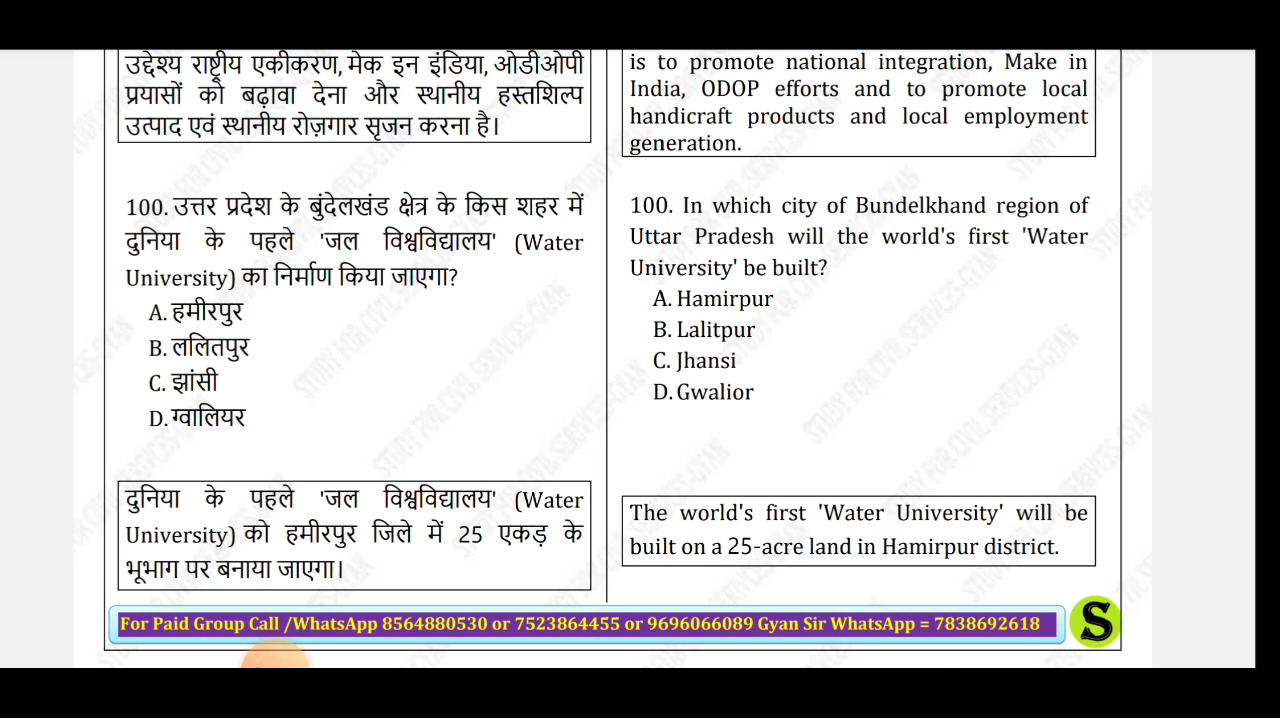 उद्देश्य राष्ट्रीय एकीकरण, मेक इन इंडिया, ओडीओपी
प्रयासों को बढ़ावा देना और स्थानीय हस्तशिल्प
उत्पाद एवं स्थानीय रोज़गार सृजन करना है।
100. उत्तर प्रदेश के बुंदेलखंड क्षेत्र के किस शहर में
दुनिया के पहले 'जल विश्वविद्यालय' (Water
University) का निर्माण किया जाएगा?
A. हमीरपुर
B. ललितपुर
C. झांसी
D. ग्वालियर
दुनिया के पहले 'जल विश्वविद्यालय' (Water
University) को हमीरपुर जिले में 25 एकड़ के
भूभाग पर बनाया जाएगा।
is to promote national integration, Make in
India, ODOP efforts and to promote local
handicraft products and local employment
generation.
100. In which city of Bundelkhand region of
Uttar Pradesh will the world's first 'Water
University' be built?
A. Hamirpur
B. Lalitpur
C. Jhansi
D. Gwalior
The world's first 'Water University' will be
built on a 25-acre land in Hamirpur district.
For Paid Group Call /WhatsApp 8564880530 or 7523864455 or 9696066089 Gyan Sir WhatsApp = 7838692618
S
STUDY FOR CIVIL SERVICES-GYAN